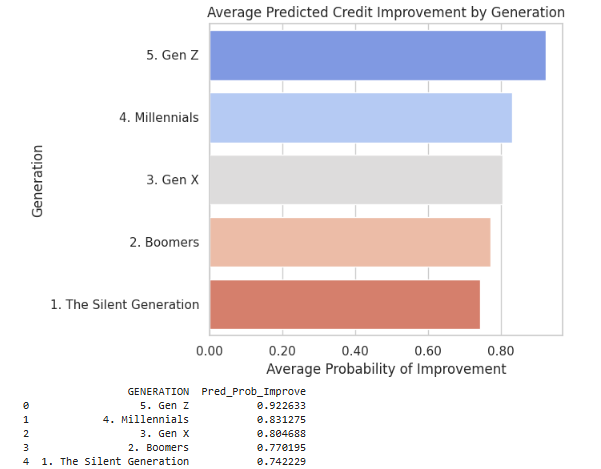 Average Predicted Credit Improvement by Generation
Generation
5. Gen Z
4. Millennials
3. Gen X
2. Boomers
1. The Silent Generation
0.00 0.20 0.40 0.60 0.80
Average Probability of Improvement
GENERATION Pred_Prob_Improve
0 5. Gen Z 0.922633
1 4. Millennials 0.831275
2 3. Gen X 0.804688
3 2. Boomers 0.770195
4 1. The Silent Generation 0.742229